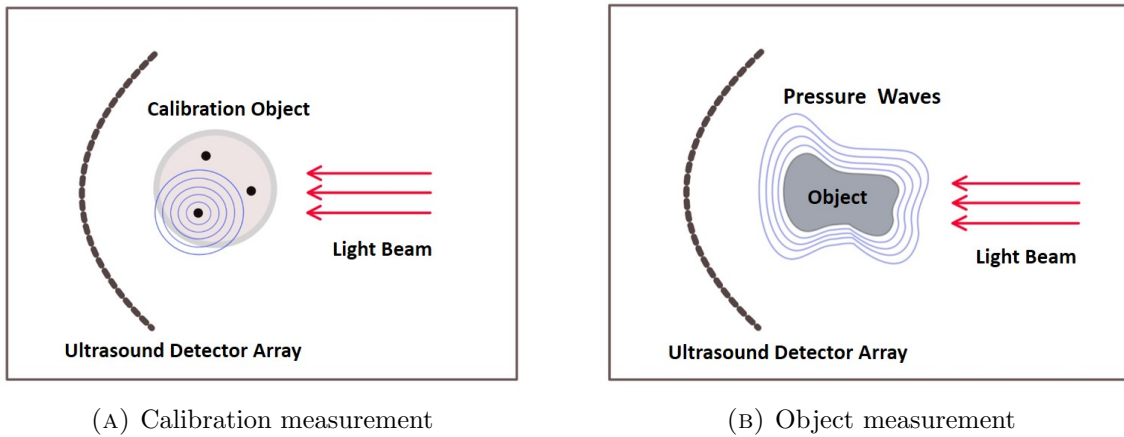 Calibration Object
Light Beam
Ultrasound Detector Array
(A) Calibration measurement
Pressure Waves
Object
Light Beam
Ultrasound Detector Array
(B) Object measurement